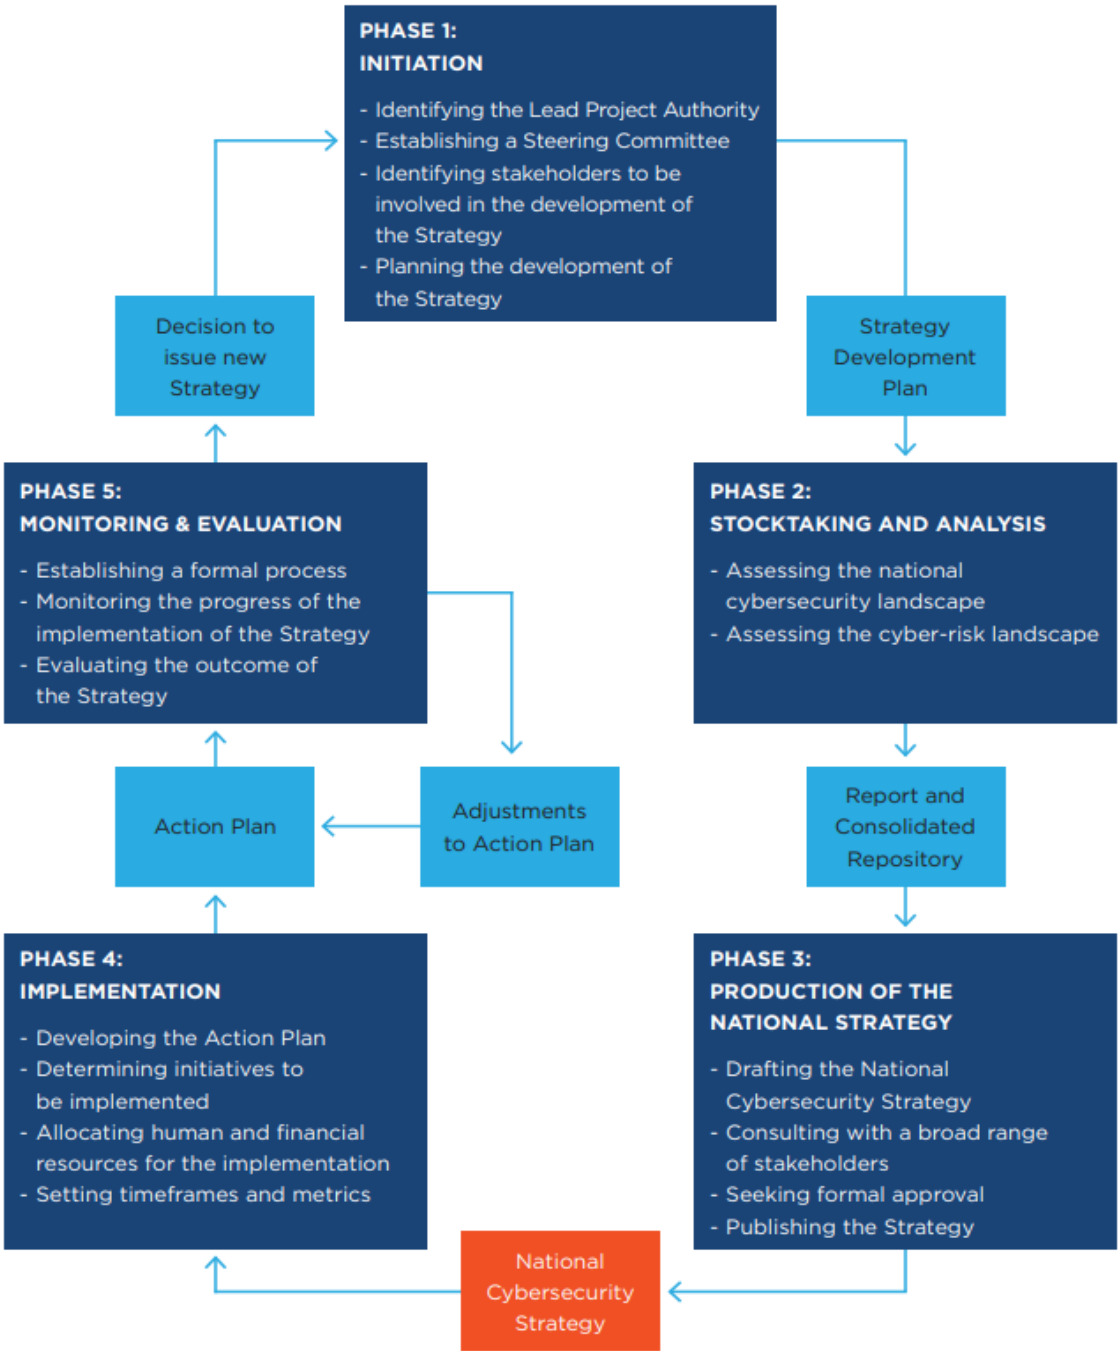 PHASE 1:
INITIATION
- Identifying the Lead Project Authority
- Establishing a Steering Committee
- Identifying stakeholders to be
involved in the development of
the Strategy
- Planning the development of
the Strategy
Decision to
issue new
Strategy
Strategy
Development
Plan
PHASE 5:
MONITORING & EVALUATION
- Establishing a formal process
- Monitoring the progress of the
implementation of the Strategy
- Evaluating the outcome of
the Strategy
PHASE 2:
STOCKTAKING AND ANALYSIS
- Assessing the national
cybersecurity landscape
- Assessing the cyber-risk landscape
Action Plan
Adjustments
to Action Plan
Report and
Consolidated
Repository
PHASE 4:
IMPLEMENTATION
- Developing the Action Plan
- Determining initiatives to
be implemented
- Allocating human and financial
resources for the implementation
- Setting timeframes and metrics
PHASE 3:
PRODUCTION OF THE
NATIONAL STRATEGY
- Drafting the National
Cybersecurity Strategy
- Consulting with a broad range
of stakeholders
- Seeking formal approval
- Publishing the Strategy
National
Cybersecurity
Strategy